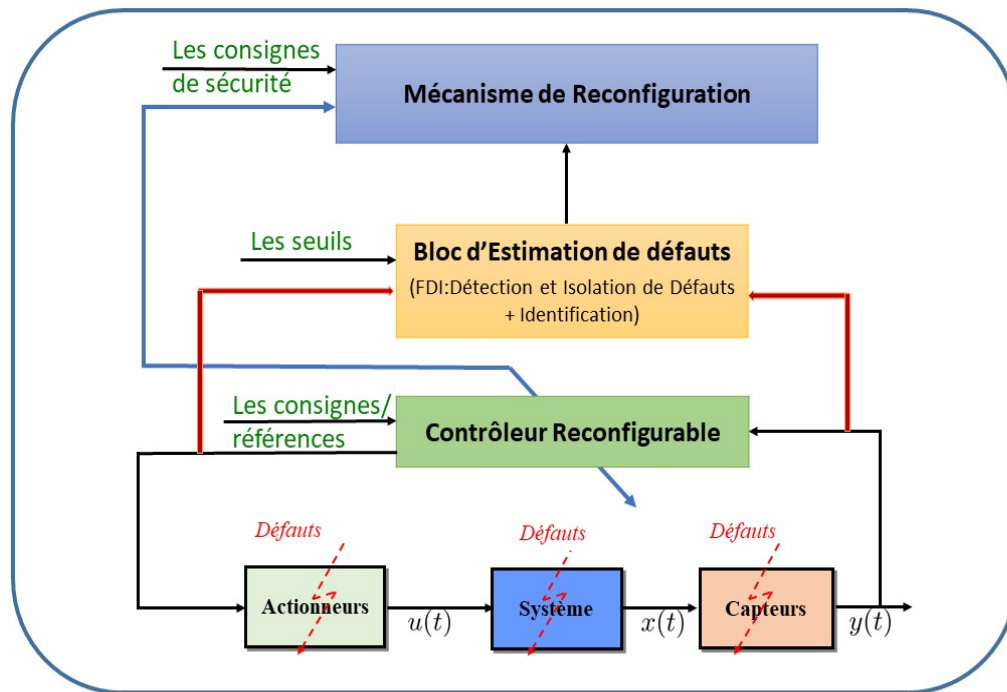 Les consignes
de sécurité
Mécanisme de Reconfiguration
Les seuils
Bloc d’Estimation de défauts
(FDI:Détection et Isolation de Défauts
+ Identification)
Les consignes/
références
Contrôleur Reconfigurable
Défauts
Défauts
Défauts
Actionneurs
u(t)
Système
x(t)
Capteurs
y(t)